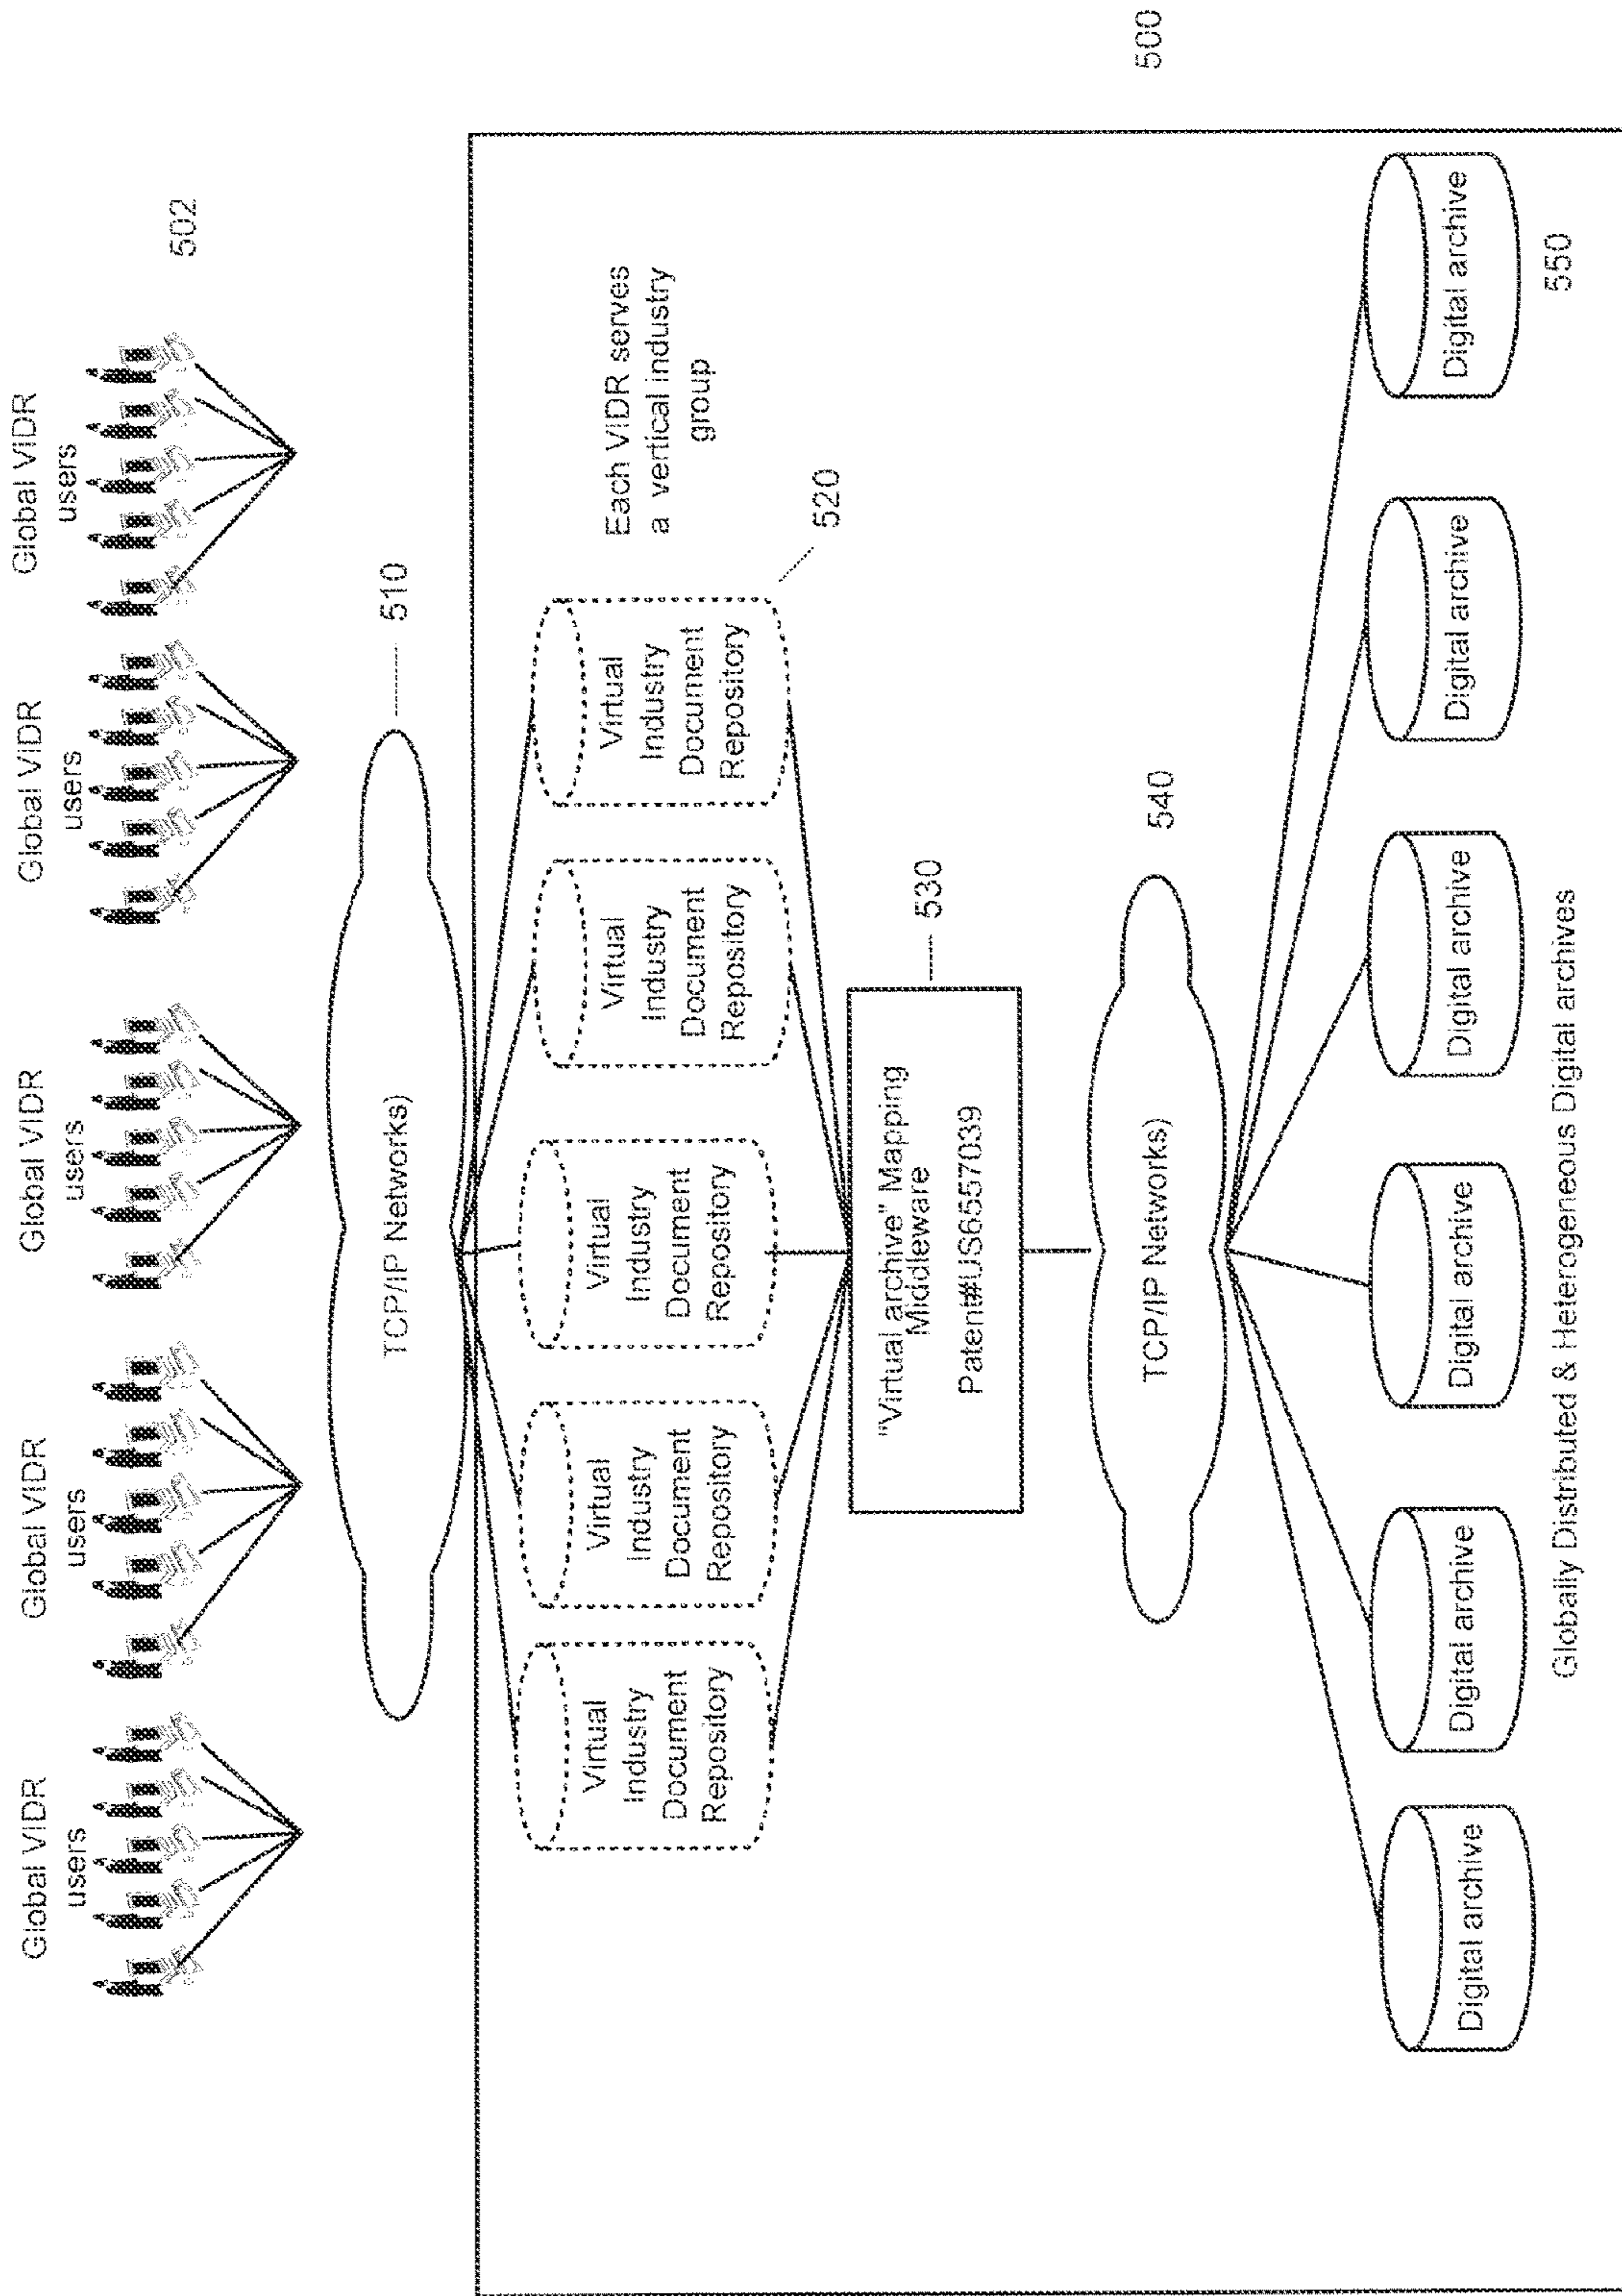 Global VIDR
users
Global VIDR
users
Global VIDR
users
Global VIDR
users
Global VIDR
users
502
TCP/IP Networks)
510
Virtual
Industry
Document
Repository
Virtual
Industry
Document
Repository
Virtual
Industry
Document
Repository
Virtual
Industry
Document
Repository
Virtual
Industry
Document
Repository
Each VIDR serves
a vertical industry
group
520
"Virtual archive" Mapping
Middleware
Patent#US6557039
530
TCP/IP Networks)
540
500
Digital archive
Digital archive
Digital archive
Digital archive
Digital archive
Digital archive
Globally Distributed & Heterogeneous Digital archives
550